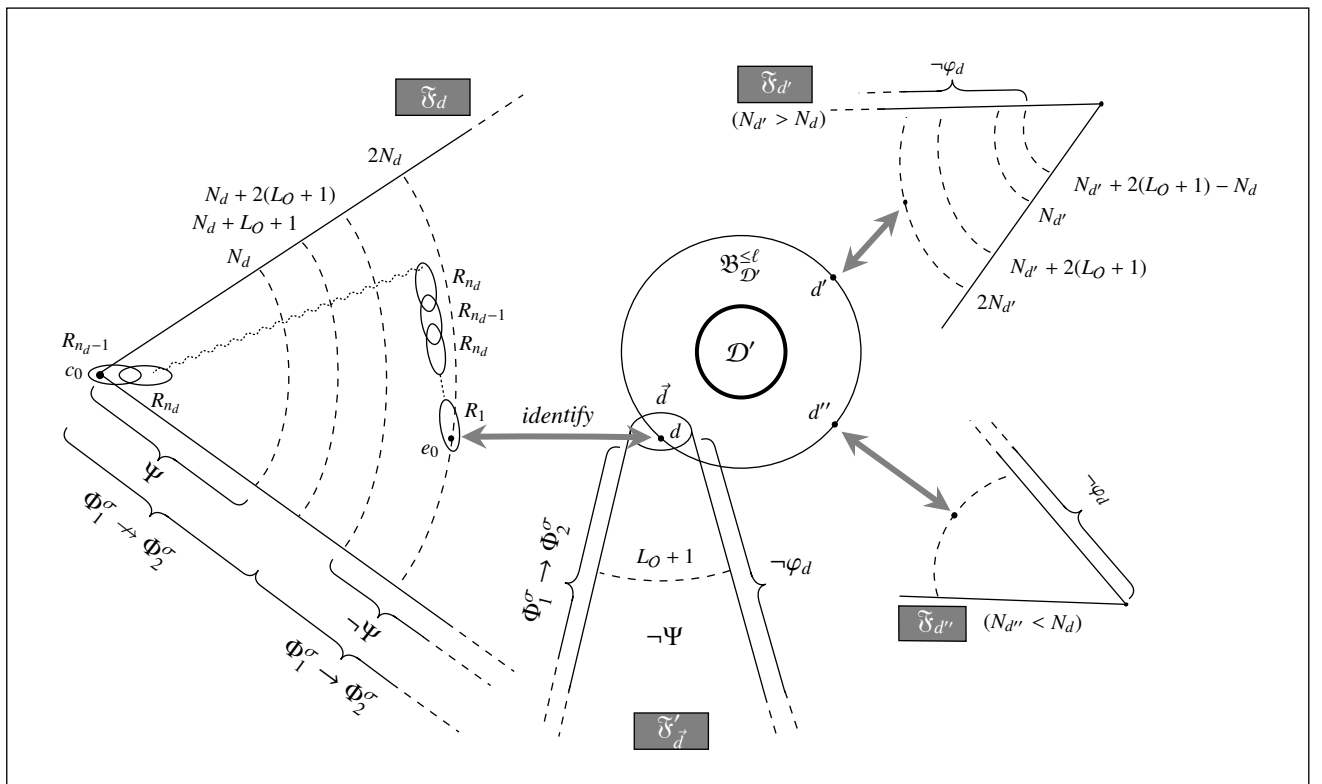 𝔉_d
2N_d
N_d + 2(L_𝒪 + 1)
N_d + L_𝒪 + 1
N_d
R_{n_d}
R_{n_d−1}
R_{n_d}
R_{n_d−1}
c_0
R_{n_d}
R_1
e_0
Ψ
Φ_1^σ ↛ Φ_2^σ
¬Ψ
Φ_1^σ → Φ_2^σ
identify
𝔅_{𝒟′}^{≤ℓ}
𝒟′
d′
d″
d⃗
d
Φ_1^σ → Φ_2^σ
L_𝒪 + 1
¬φ_d
¬Ψ
𝔉′_{d⃗}
𝔉_{d′}
(N_{d′} > N_d)
¬φ_d
N_{d′} + 2(L_𝒪 + 1) − N_d
N_{d′}
N_{d′} + 2(L_𝒪 + 1)
2N_{d′}
¬φ_d
𝔉_{d″}
(N_{d″} < N_d)